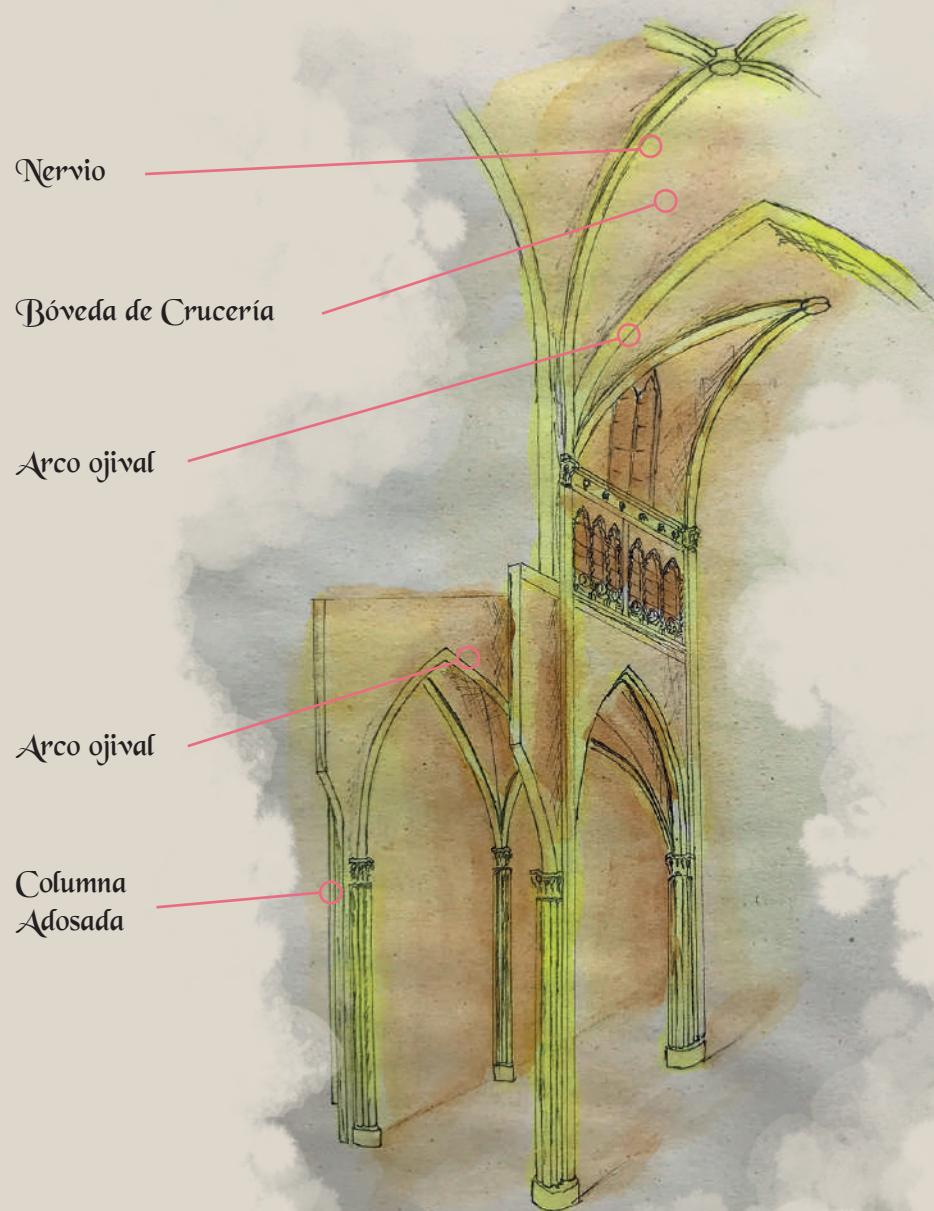 Nervio
Bóveda de Crucería
Arco ojival
Arco ojival
Columna
Adosada